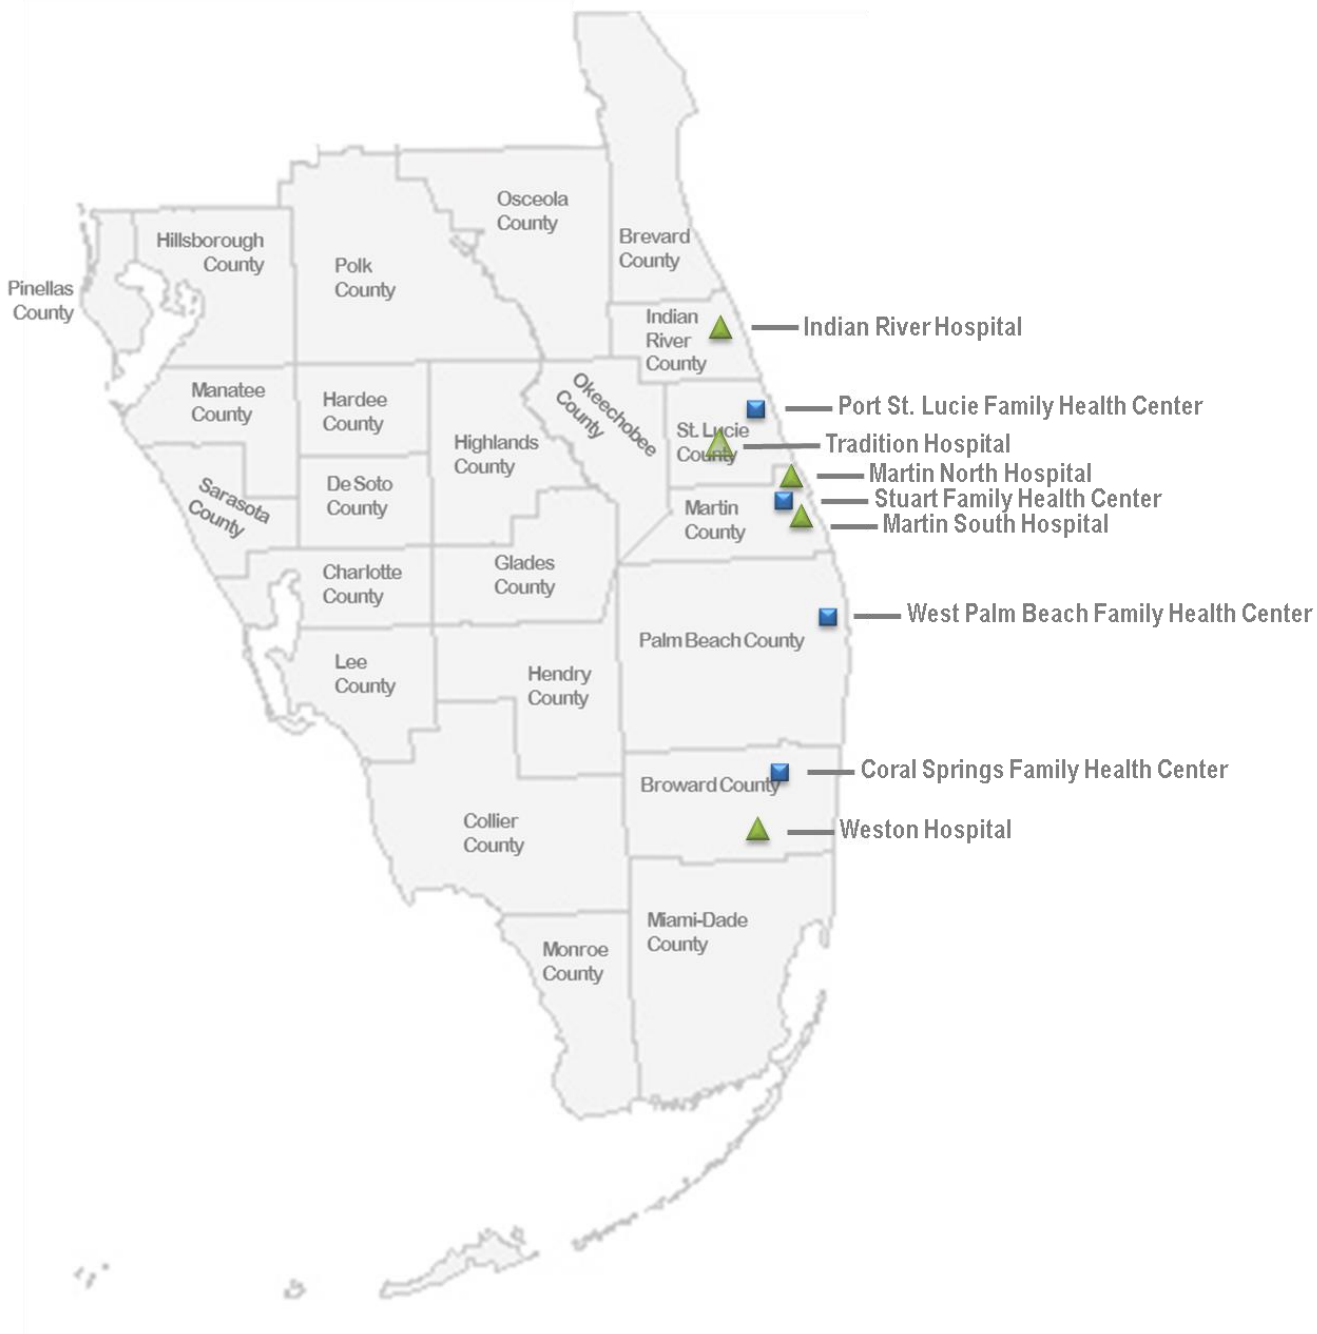 Osceola
County
Hillsborough
County
Brevard
County
Polk
County
Pinellas
County
Indian
River
County
Indian River Hospital
Manatee
County
Hardee
County
Okeechobee
County
Port St. Lucie Family Health Center
St. Lucie
County
Tradition Hospital
Highlands
County
Martin North Hospital
Sarasota
County
De Soto
County
Stuart Family Health Center
Martin
County
Martin South Hospital
Charlotte
County
Glades
County
West Palm Beach Family Health Center
Palm Beach County
Lee
County
Hendry
County
Coral Springs Family Health Center
Broward County
Collier
County
Weston Hospital
Miami-Dade
County
Monroe
County